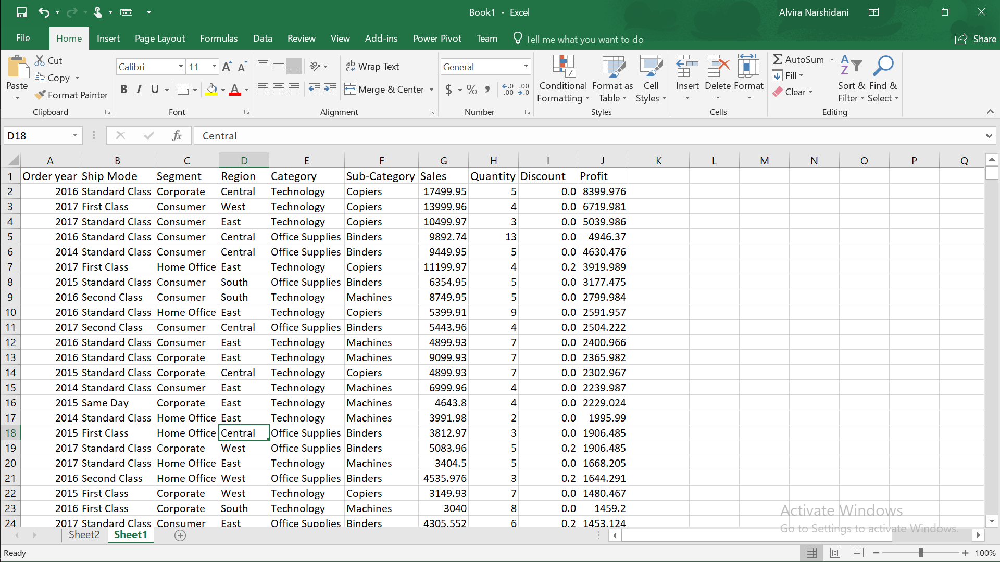 Book1 - Excel
Alvira Narshidani
File Home Insert Page Layout Formulas Data Review View Add-ins Power Pivot Team Tell me what you want to do Share
Paste Cut Copy Format Painter Clipboard
Calibri 11 B I U A Font
ab Wrap Text Merge & Center Alignment
General $ % , Number
Conditional Formatting Format as Table Cell Styles Styles
Insert Delete Format Cells
AutoSum Fill Clear Sort & Filter Find & Select Editing
D18 fx Central
A B C D E F G H I J K L M N O P Q
1 Order year Ship Mode Segment Region Category Sub-Category Sales Quantity Discount Profit
2 2016 Standard Class Corporate Central Technology Copiers 17499.95 5 0.0 8399.976
3 2017 First Class Consumer West Technology Copiers 13999.96 4 0.0 6719.981
4 2017 Standard Class Consumer East Technology Copiers 10499.97 3 0.0 5039.986
5 2016 Standard Class Consumer Central Office Supplies Binders 9892.74 13 0.0 4946.37
6 2014 Standard Class Consumer Central Office Supplies Binders 9449.95 5 0.0 4630.476
7 2017 First Class Home Office East Technology Copiers 11199.97 4 0.2 3919.989
8 2015 Standard Class Consumer South Office Supplies Binders 6354.95 5 0.0 3177.475
9 2016 Second Class Consumer South Technology Machines 8749.95 5 0.0 2799.984
10 2016 Standard Class Home Office East Technology Copiers 5399.91 9 0.0 2591.957
11 2017 Second Class Consumer Central Office Supplies Binders 5443.96 4 0.0 2504.222
12 2016 Standard Class Consumer East Technology Machines 4899.93 7 0.0 2400.966
13 2016 Standard Class Corporate East Technology Machines 9099.93 7 0.0 2365.982
14 2015 Standard Class Corporate Central Technology Copiers 4899.93 7 0.0 2302.967
15 2014 Standard Class Consumer East Technology Machines 6999.96 4 0.0 2239.987
16 2015 Same Day Corporate East Technology Machines 4643.8 4 0.0 2229.024
17 2014 Standard Class Home Office East Technology Machines 3991.98 2 0.0 1995.99
18 2015 First Class Home Office Central Office Supplies Binders 3812.97 3 0.0 1906.485
19 2017 Standard Class Corporate West Office Supplies Binders 5083.96 5 0.2 1906.485
20 2017 Standard Class Home Office East Technology Machines 3404.5 5 0.0 1668.205
21 2016 Second Class Home Office West Office Supplies Binders 4535.976 3 0.2 1644.291
22 2015 First Class Corporate West Technology Copiers 3149.93 7 0.0 1480.467
23 2016 First Class Corporate South Technology Machines 3040 8 0.0 1459.2
24 2017 Standard Class Consumer East Office Supplies Binders 4305.552 6 0.2 1453.124
Activate Windows
Go to Settings to activate Windows.
Sheet2 Sheet1
Ready 100%